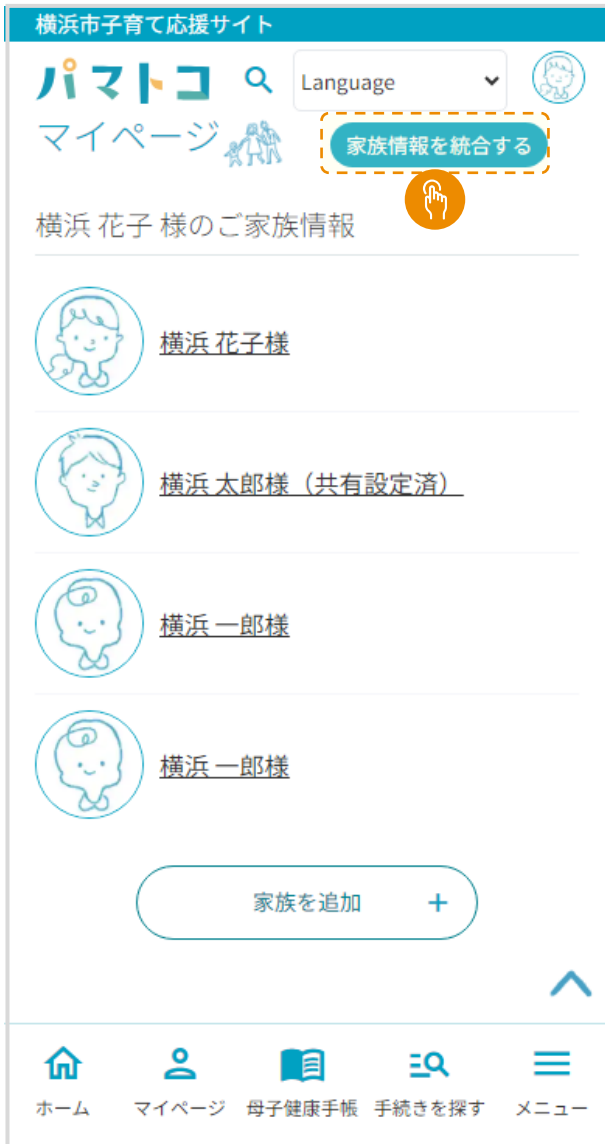 横浜市子育て応援サイト
パマトコ
Language
マイページ
家族情報を統合する
横浜 花子 様のご家族情報
横浜 花子様
横浜 太郎様（共有設定済）
横浜 一郎様
横浜 一郎様
家族を追加 +
ホーム マイページ 母子健康手帳 手続きを探す メニュー